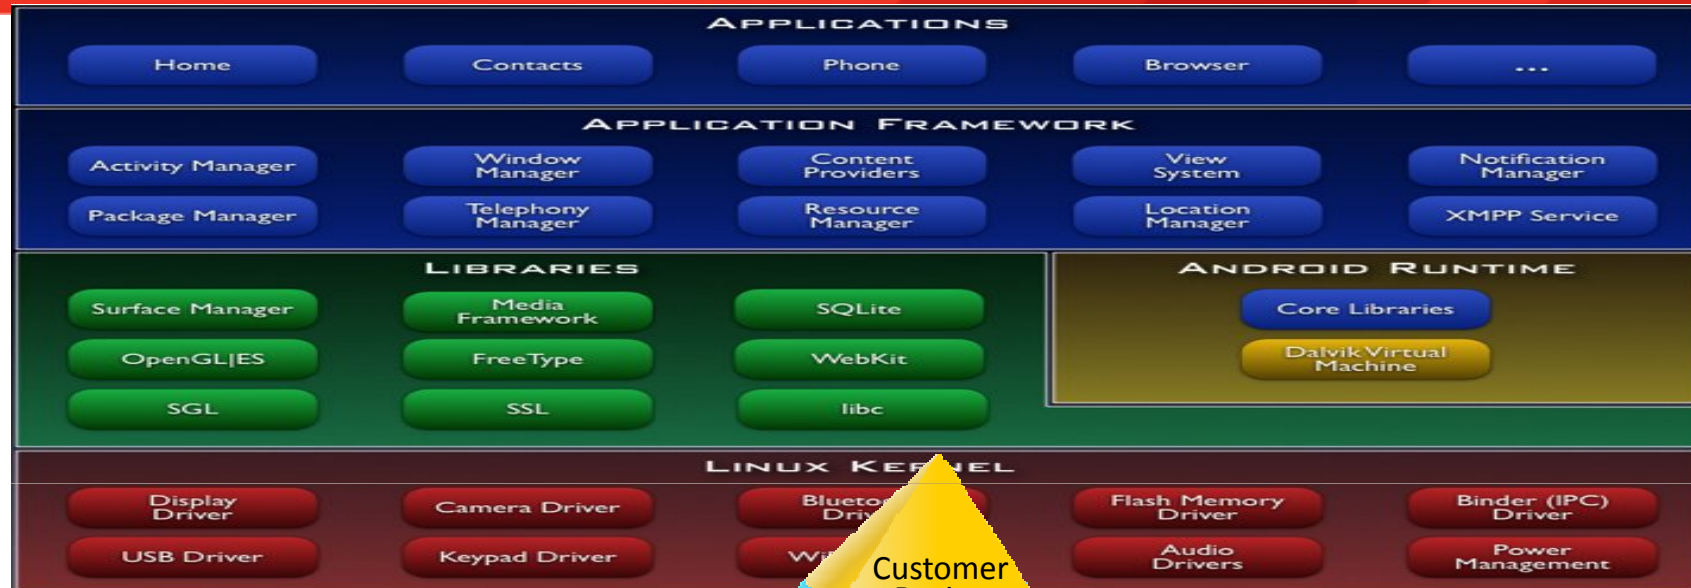 APPLICATIONS
Home Contacts Phone Browser ...
APPLICATION FRAMEWORK
Activity Manager Window Manager Content Providers View System Notification Manager
Package Manager Telephony Manager Resource Manager Location Manager XMPP Service
LIBRARIES ANDROID RUNTIME
Surface Manager Media Framework SQLite Core Libraries
OpenGL|ES FreeType WebKit Dalvik Virtual Machine
SGL SSL libc
LINUX KERNEL
Display Driver Camera Driver Flash Memory Driver Binder (IPC) Driver
USB Driver Keypad Driver Audio Drivers Power Management
Customer